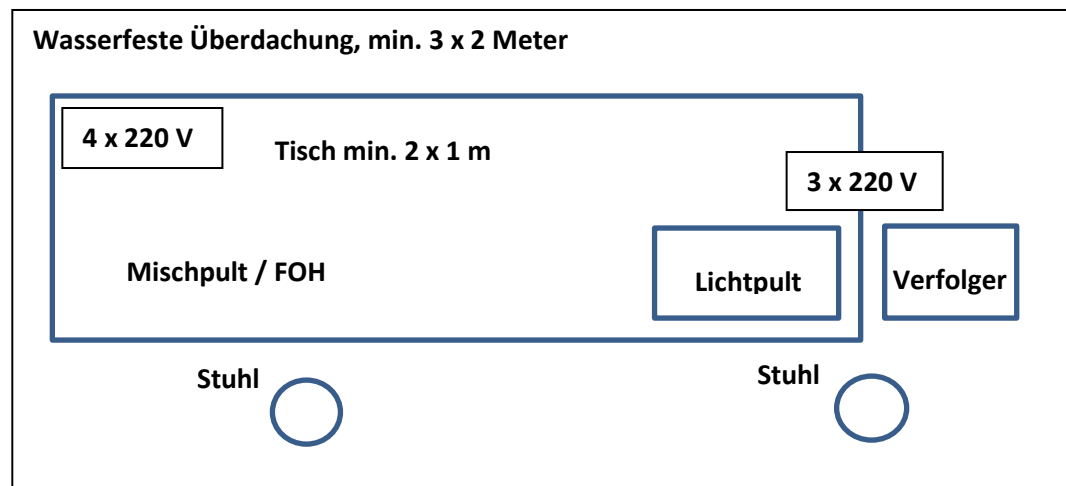 Wasserfeste Überdachung, min. 3 x 2 Meter
4 x 220 V
Tisch min. 2 x 1 m
3 x 220 V
Mischpult / FOH
Lichtpult
Verfolger
Stuhl
Stuhl